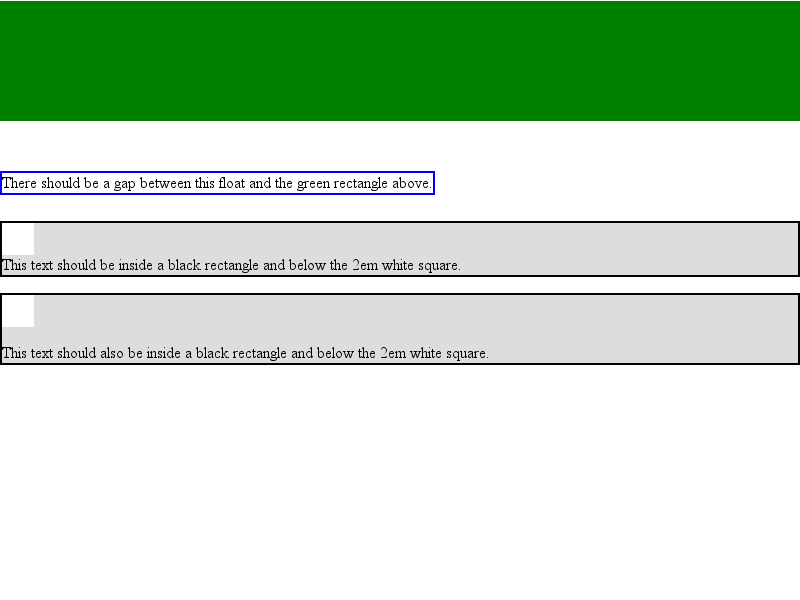 There should be a gap between this float and the green rectangle above.
This text should be inside a black rectangle and below the 2em white square.
This text should also be inside a black rectangle and below the 2em white square.